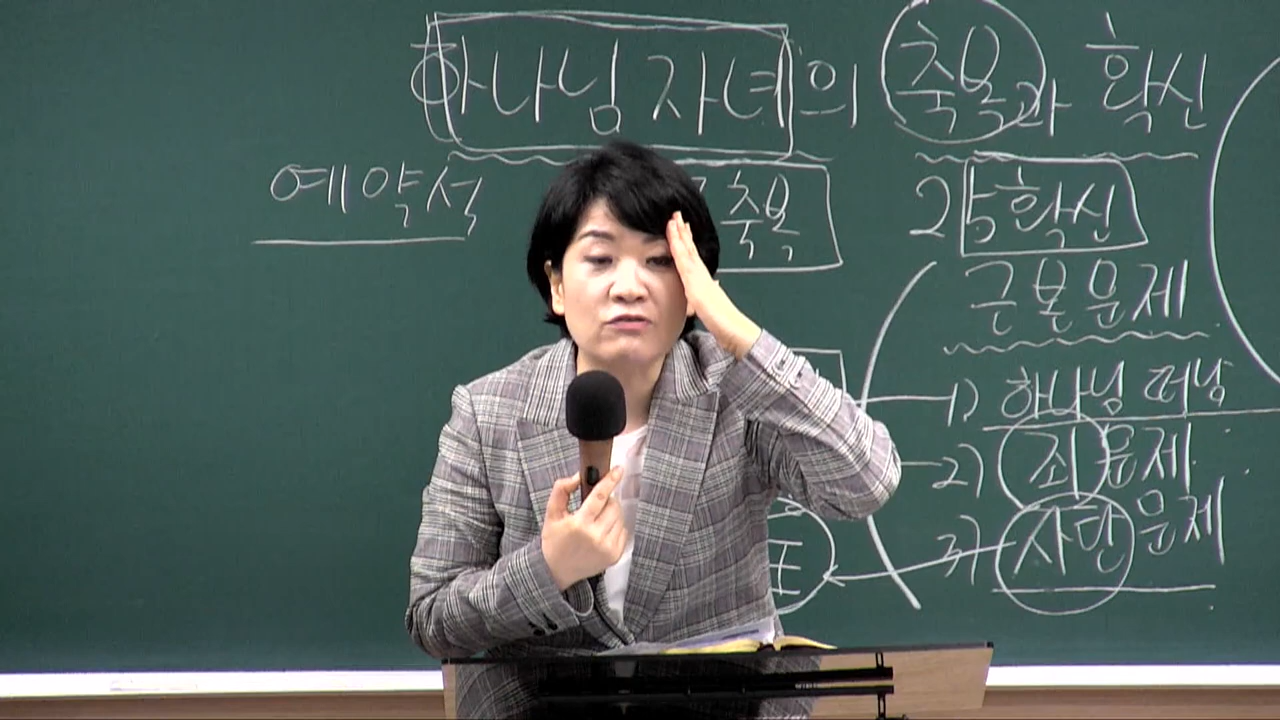 하나님 자녀의 축복과 확신
예약석
축복
2) 5확신
근본문제
1) 하나님 떠남
2) 죄문제
3) 사단문제
주